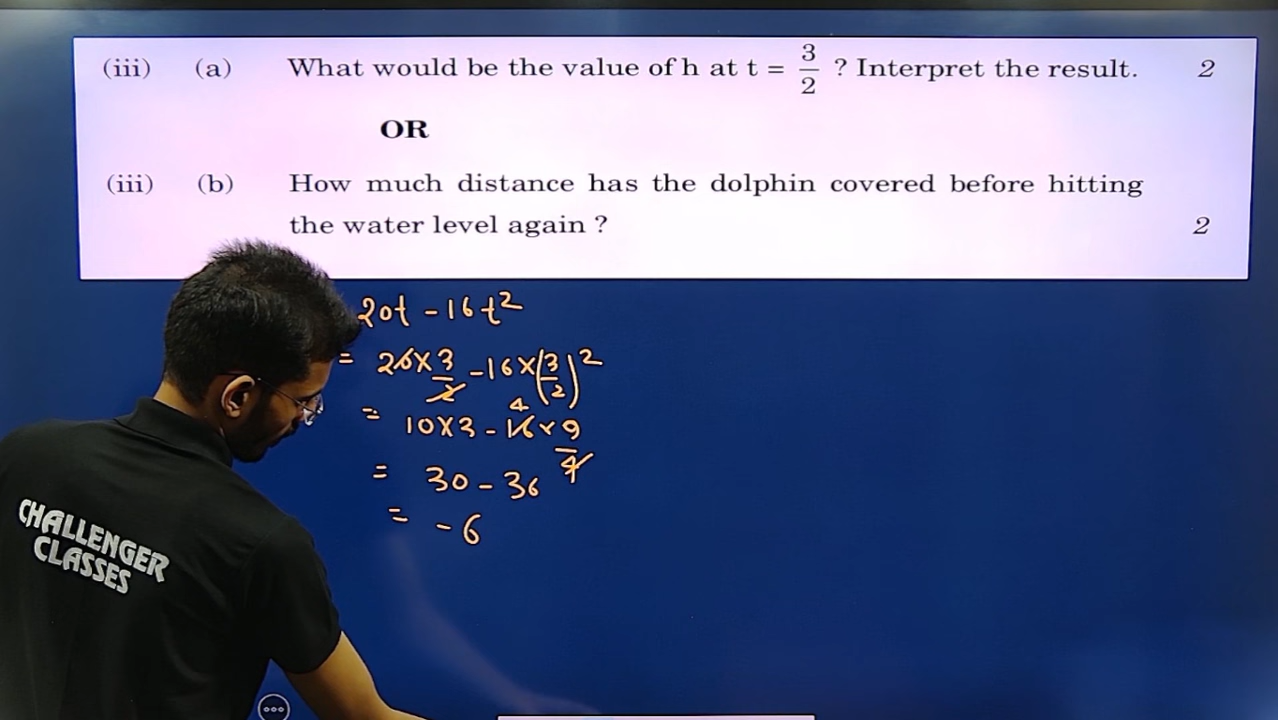 (iii) (a) What would be the value of h at t = 3/2 ? Interpret the result. 2
OR
(iii) (b) How much distance has the dolphin covered before hitting
the water level again ? 2
20t - 16t²
= 20 × 3/2 - 16 × (3/2)²
= 10 × 3 - 16 × 9/4
4
= 30 - 36
= - 6
CHALLENGER
CLASSES